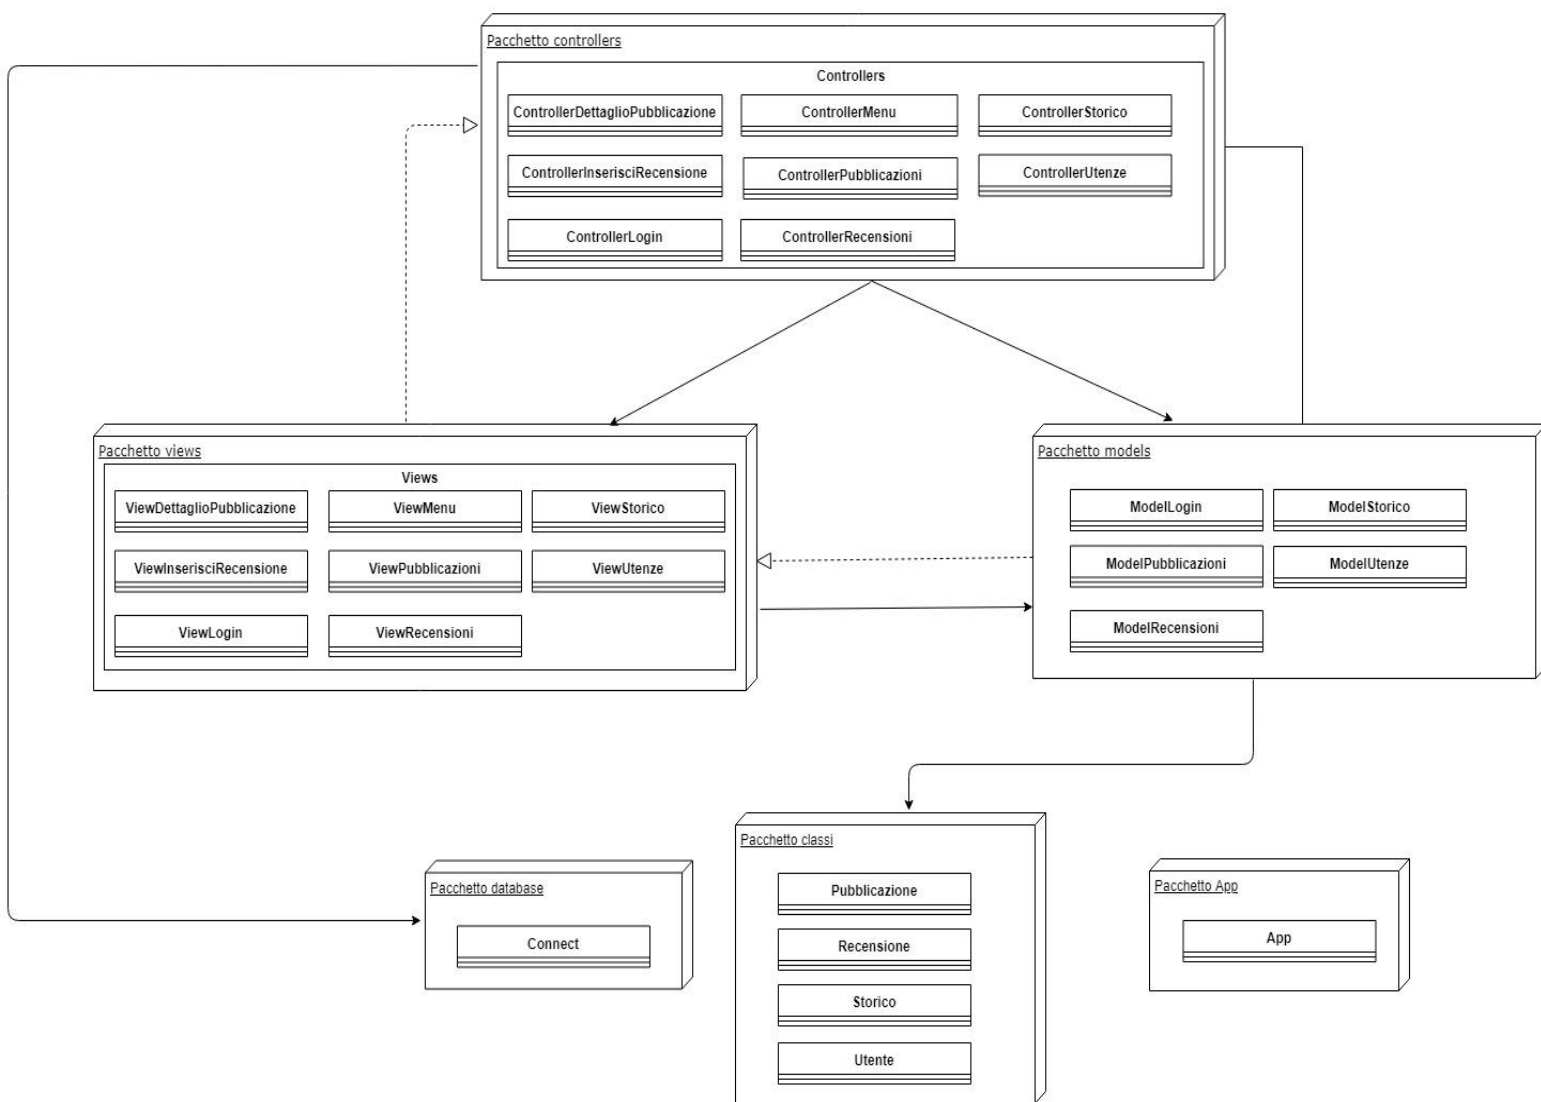 Pacchetto controllers
Controllers
ControllerDettaglioPubblicazione
ControllerMenu
ControllerStorico
ControllerInserisciRecensione
ControllerPubblicazioni
ControllerUtenze
ControllerLogin
ControllerRecensioni
Pacchetto views
Views
ViewDettaglioPubblicazione
ViewMenu
ViewStorico
ViewInserisciRecensione
ViewPubblicazioni
ViewUtenze
ViewLogin
ViewRecensioni
Pacchetto models
ModelLogin
ModelStorico
ModelPubblicazioni
ModelUtenze
ModelRecensioni
Pacchetto database
Connect
Pacchetto classi
Pubblicazione
Recensione
Storico
Utente
Pacchetto App
App